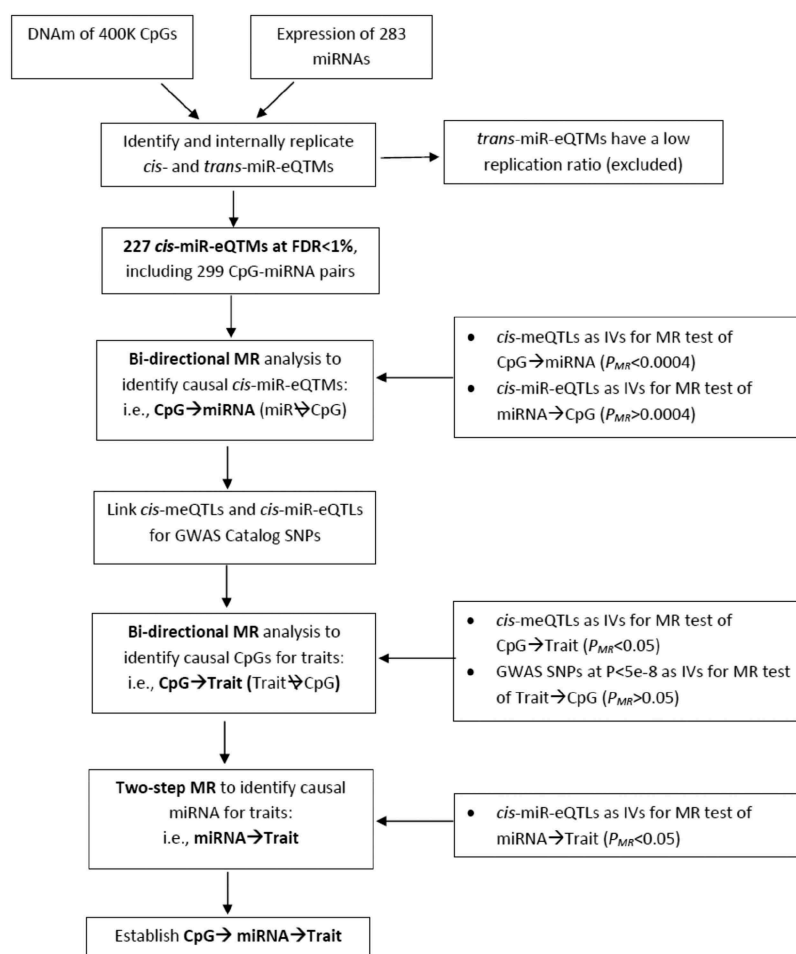 DNAm of 400K CpGs
Expression of 283
miRNAs
Identify and internally replicate
cis- and trans-miR-eQTMs
trans-miR-eQTMs have a low
replication ratio (excluded)
227 cis-miR-eQTMs at FDR<1%,
including 299 CpG-miRNA pairs
Bi-directional MR analysis to
identify causal cis-miR-eQTMs:
i.e., CpG→miRNA (miR↛CpG)
• cis-meQTLs as IVs for MR test of
CpG→miRNA (PMR<0.0004)
• cis-miR-eQTLs as IVs for MR test of
miRNA→CpG (PMR>0.0004)
Link cis-meQTLs and cis-miR-eQTLs
for GWAS Catalog SNPs
Bi-directional MR analysis to
identify causal CpGs for traits:
i.e., CpG→Trait (Trait↛CpG)
• cis-meQTLs as IVs for MR test of
CpG→Trait (PMR<0.05)
• GWAS SNPs at P<5e-8 as IVs for MR test
of Trait→CpG (PMR>0.05)
Two-step MR to identify causal
miRNA for traits:
i.e., miRNA→Trait
• cis-miR-eQTLs as IVs for MR test of
miRNA→Trait (PMR<0.05)
Establish CpG→ miRNA→Trait